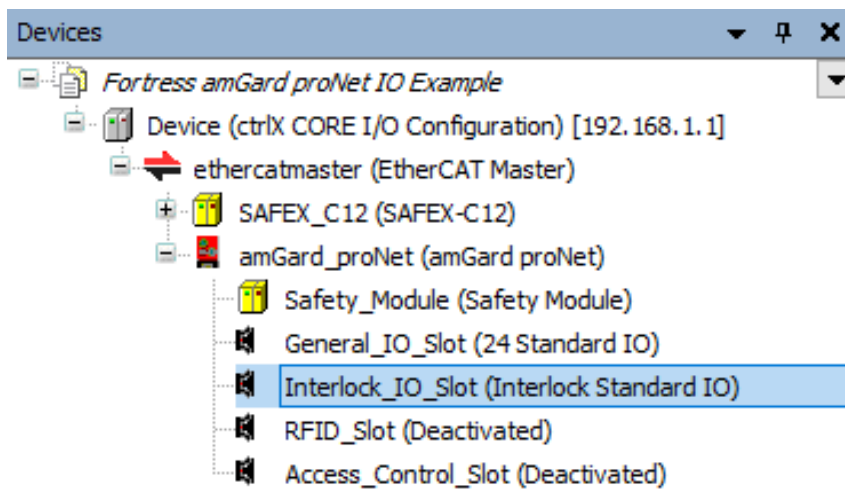 Devices
Fortress amGard proNet IO Example
Device (ctrlX CORE I/O Configuration) [192.168.1.1]
ethercatmaster (EtherCAT Master)
SAFEX_C12 (SAFEX-C12)
amGard_proNet (amGard proNet)
Safety_Module (Safety Module)
General_IO_Slot (24 Standard IO)
Interlock_IO_Slot (Interlock Standard IO)
RFID_Slot (Deactivated)
Access_Control_Slot (Deactivated)